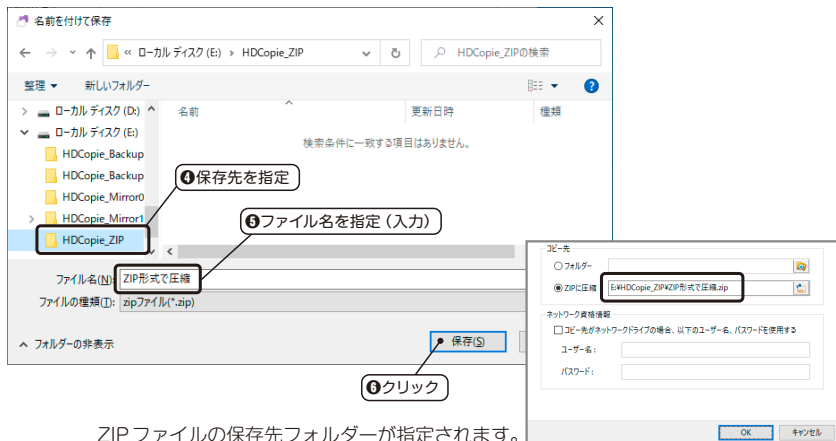 名前を付けて保存
« ローカル ディスク (E:) › HDCopie_ZIP
HDCopie_ZIPの検索
整理 新しいフォルダー
ローカル ディスク (D:)
ローカル ディスク (E:)
HDCopie_Backup
HDCopie_Backup
HDCopie_Mirror0
HDCopie_Mirror1
HDCopie_ZIP
名前 更新日時 種類
検索条件に一致する項目はありません。
❹保存先を指定
❺ファイル名を指定（入力）
ファイル名(N): ZIP形式で圧縮
ファイルの種類(T): zipファイル(*.zip)
フォルダーの非表示
保存(S)
❻クリック
コピー先
フォルダー
ZIPに圧縮 E:¥HDCopie_ZIP¥ZIP形式で圧縮.zip
ネットワーク資格情報
コピー先がネットワークドライブの場合、以下のユーザー名、パスワードを使用する
ユーザー名：
パスワード：
OK キャンセル
ZIPファイルの保存先フォルダーが指定されます。